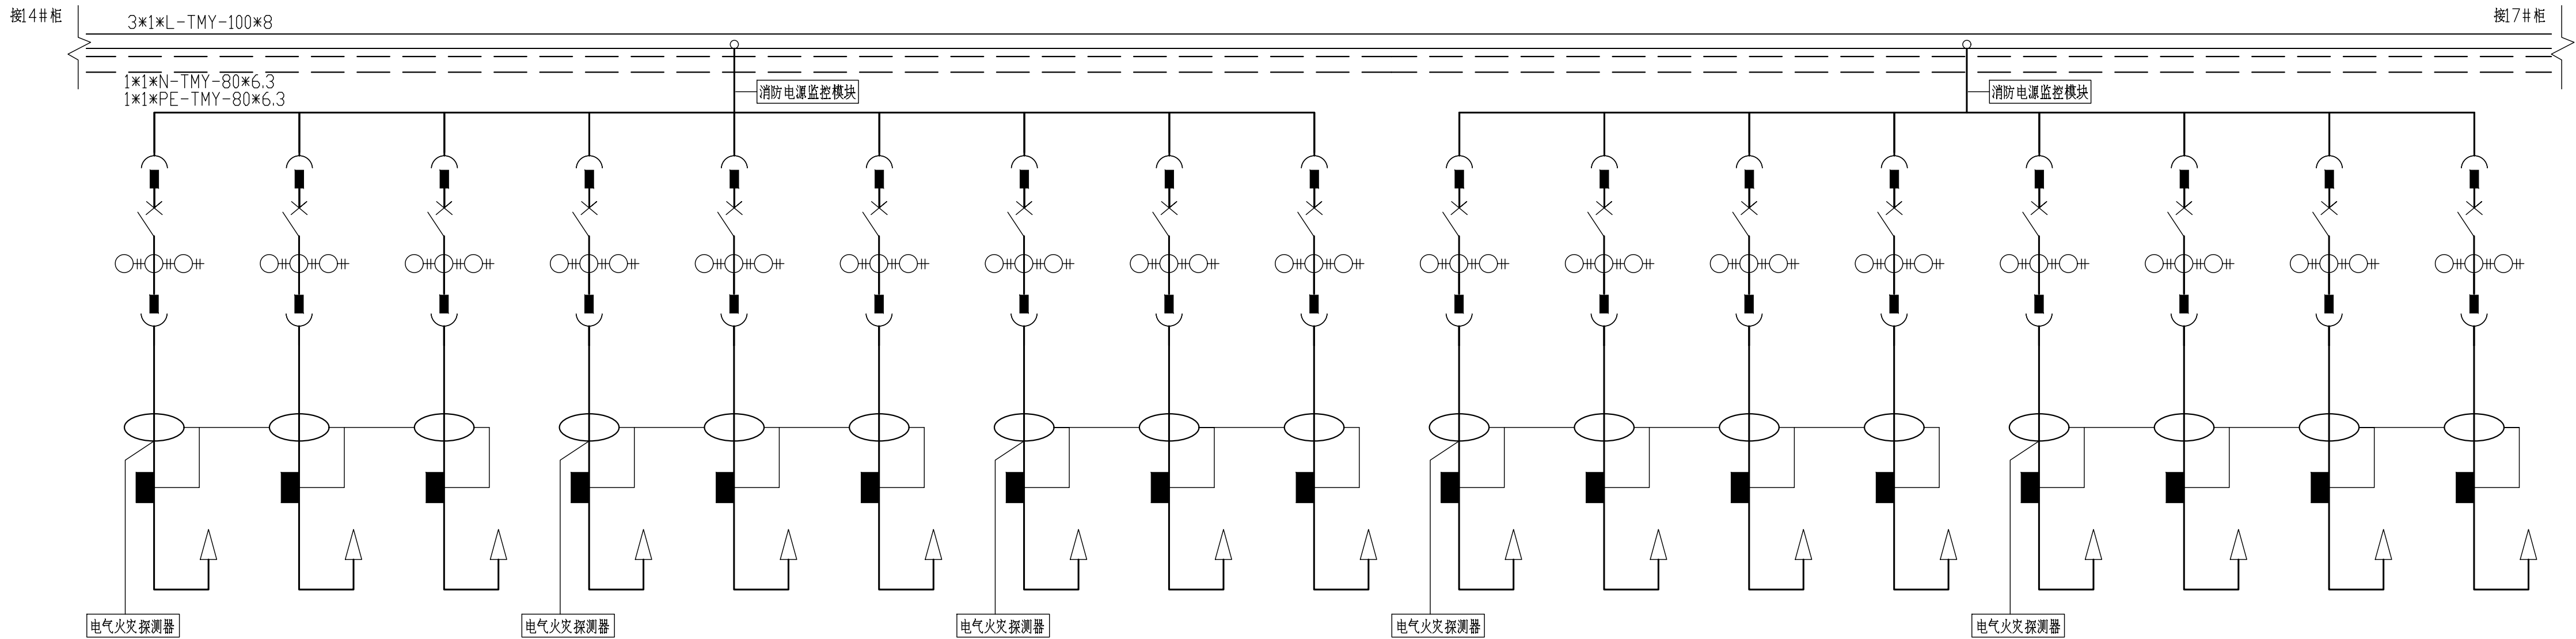 接14#柜
3*1*L-TMY-100*8
接17#柜
1*1*N-TMY-80*6.3
1*1*PE-TMY-80*6.3
消防电源监控模块
消防电源监控模块
电气火灾探测器
电气火灾探测器
电气火灾探测器
电气火灾探测器
电气火灾探测器